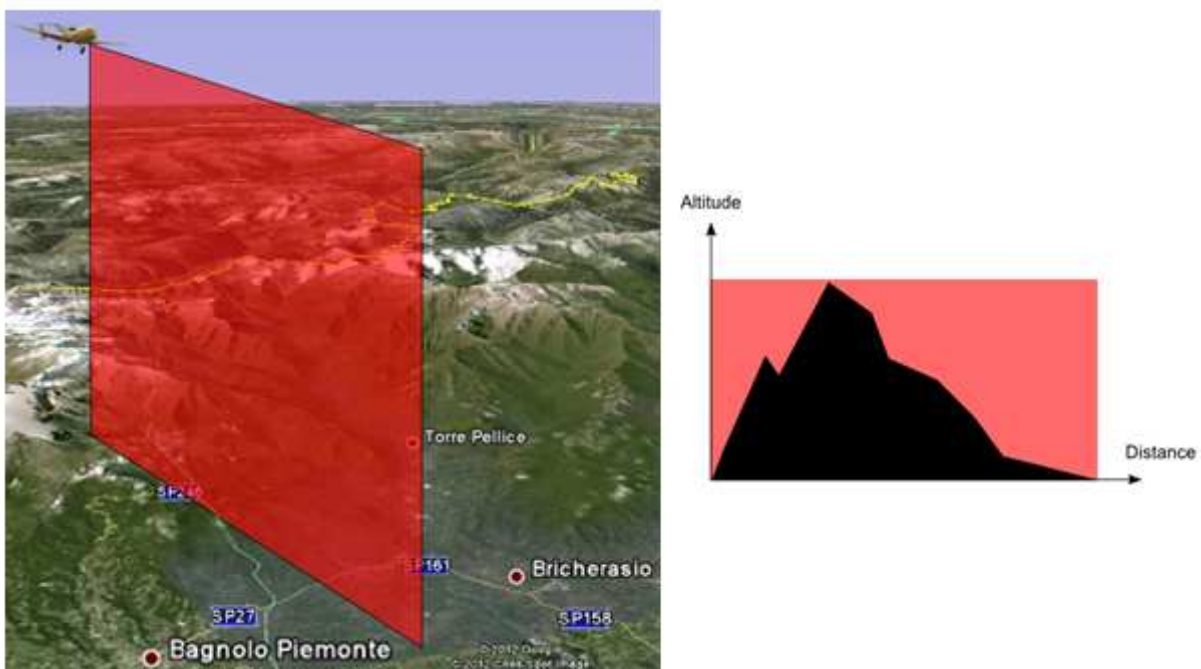 Torre Pellice
SP161
Bricherasio
SP27
SP158
Bagnolo Piemonte
Altitude
Distance